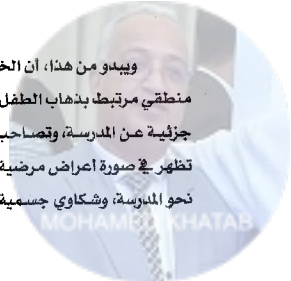 ويبدو من هذا، أن الخ
منطقي مرتبط بذهاب الطفل
جزئية عن المدرسة، وتصاحب
تظهر في صورة اعراض مرضية
نحو المدرسة، وشكاوي جسمية
MOHAMED KHATAB